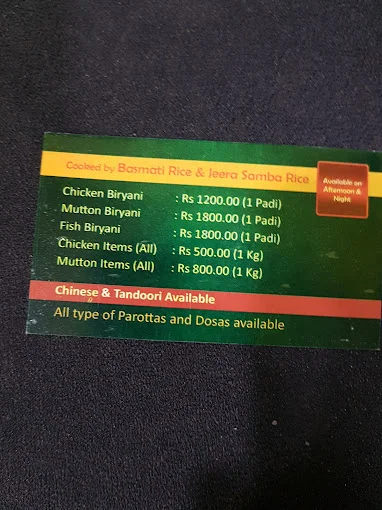 Cooked by Basmati Rice & Jeera Samba Rice
Available on
Afternoon &
Night
Chicken Biryani : Rs 1200.00 (1 Padi)
Mutton Biryani : Rs 1800.00 (1 Padi)
Fish Biryani : Rs 1800.00 (1 Padi)
Chicken Items (All) : Rs 500.00 (1 Kg)
Mutton Items (All) : Rs 800.00 (1 Kg)
Chinese & Tandoori Available
All type of Parottas and Dosas available